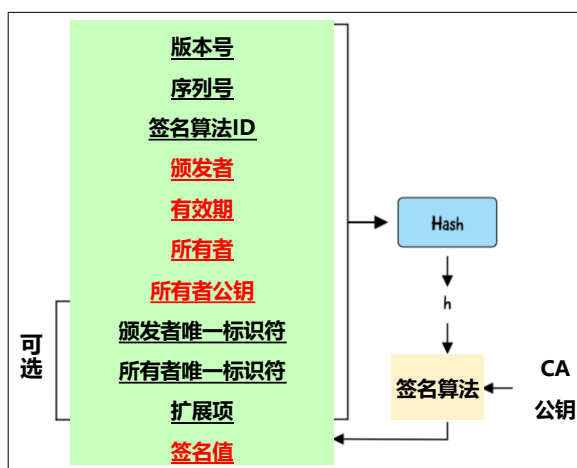 版本号
序列号
签名算法ID
颁发者
有效期
所有者
所有者公钥
颁发者唯一标识符
所有者唯一标识符
扩展项
签名值
可选
Hash
h
签名算法
CA
公钥